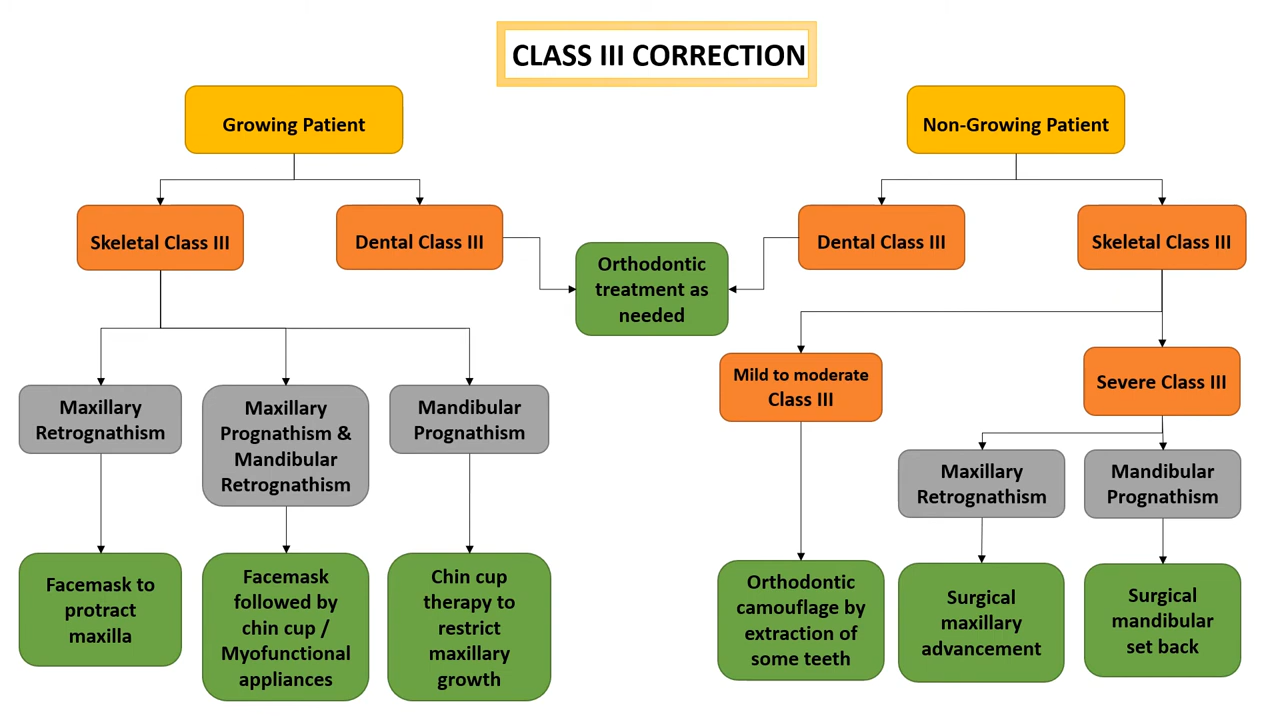 CLASS III CORRECTION
Growing Patient
Non-Growing Patient
Skeletal Class III
Dental Class III
Orthodontic
treatment as
needed
Dental Class III
Skeletal Class III
Mild to moderate
Class III
Severe Class III
Maxillary
Retrognathism
Maxillary
Prognathism &
Mandibular
Retrognathism
Mandibular
Prognathism
Maxillary
Retrognathism
Mandibular
Prognathism
Facemask to
protract
maxilla
Facemask
followed by
chin cup /
Myofunctional
appliances
Chin cup
therapy to
restrict
maxillary
growth
Orthodontic
camouflage by
extraction of
some teeth
Surgical
maxillary
advancement
Surgical
mandibular
set back